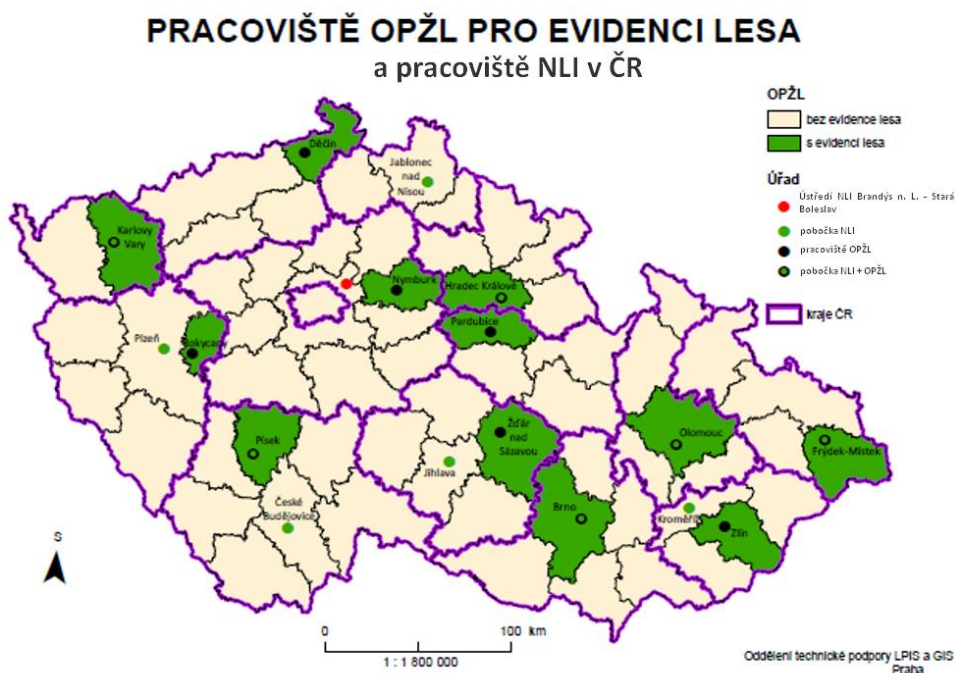 PRACOVIŠTĚ OPŽL PRO EVIDENCI LESA
a pracoviště NLI v ČR
OPŽL
bez evidence lesa
s evidencí lesa
Úřad
Ústředí NLI Brandýs n. L. - Stará
Boleslav
pobočka NLI
pracoviště OPŽL
pobočka NLI + OPŽL
kraje ČR
Děčín
Jablonec
nad
Nisou
Karlovy
Vary
Nymburk
Hradec Králové
Pardubice
Plzeň
Rokycany
Písek
Žďár
nad
Sázavou
Olomouc
Frýdek-Místek
Jihlava
České
Budějovice
Brno
Kroměříž
Zlín
S
0 100 km
1 : 1 800 000
Oddělení technické podpory LPIS a GIS
Praha